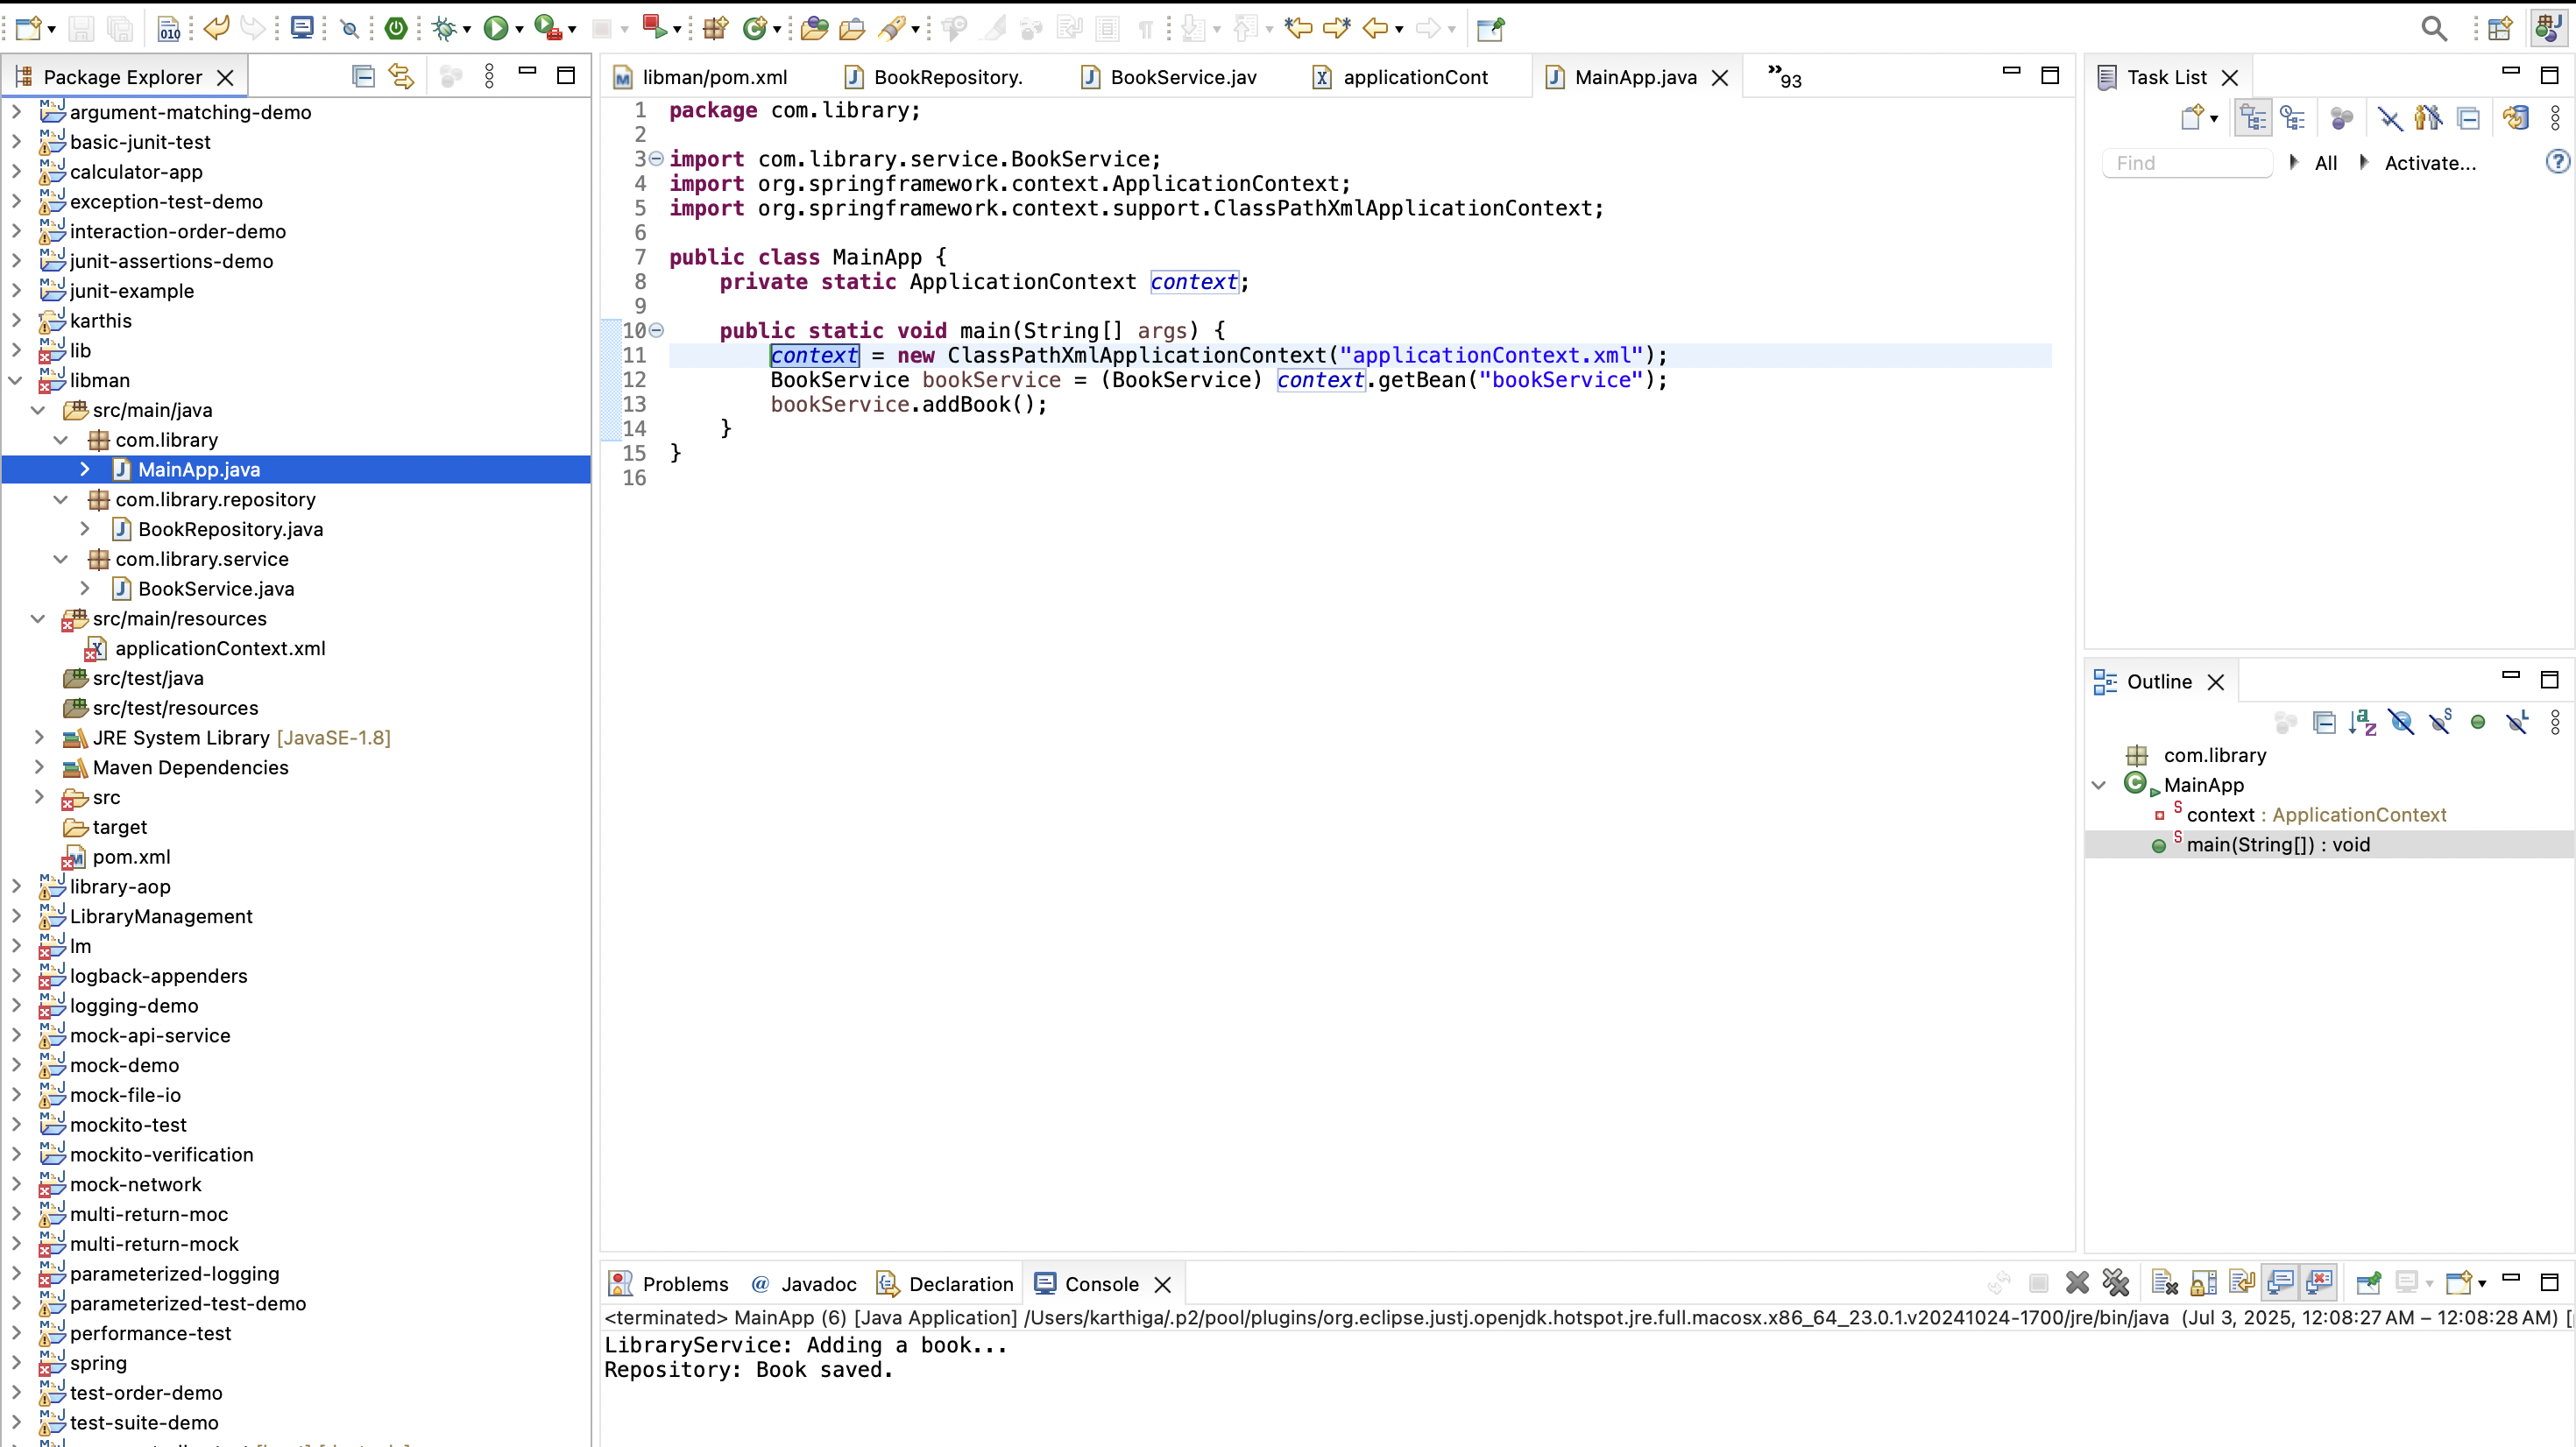 Package Explorer
argument-matching-demo
basic-junit-test
calculator-app
exception-test-demo
interaction-order-demo
junit-assertions-demo
junit-example
karthis
lib
libman
src/main/java
com.library
MainApp.java
com.library.repository
BookRepository.java
com.library.service
BookService.java
src/main/resources
applicationContext.xml
src/test/java
src/test/resources
JRE System Library [JavaSE-1.8]
Maven Dependencies
src
target
pom.xml
library-aop
LibraryManagement
lm
logback-appenders
logging-demo
mock-api-service
mock-demo
mock-file-io
mockito-test
mockito-verification
mock-network
multi-return-moc
multi-return-mock
parameterized-logging
parameterized-test-demo
performance-test
spring
test-order-demo
test-suite-demo
libman/pom.xml BookRepository. BookService.jav applicationCont MainApp.java »93
1 package com.library;
2
3 import com.library.service.BookService;
4 import org.springframework.context.ApplicationContext;
5 import org.springframework.context.support.ClassPathXmlApplicationContext;
6
7 public class MainApp {
8 private static ApplicationContext context;
9
10 public static void main(String[] args) {
11 context = new ClassPathXmlApplicationContext("applicationContext.xml");
12 BookService bookService = (BookService) context.getBean("bookService");
13 bookService.addBook();
14 }
15 }
16
Task List
Find All Activate...
Outline
com.library
MainApp
context : ApplicationContext
main(String[]) : void
Problems Javadoc Declaration Console
<terminated> MainApp (6) [Java Application] /Users/karthiga/.p2/pool/plugins/org.eclipse.justj.openjdk.hotspot.jre.full.macosx.x86_64_23.0.1.v20241024-1700/jre/bin/java (Jul 3, 2025, 12:08:27 AM – 12:08:28 AM) [
LibraryService: Adding a book...
Repository: Book saved.